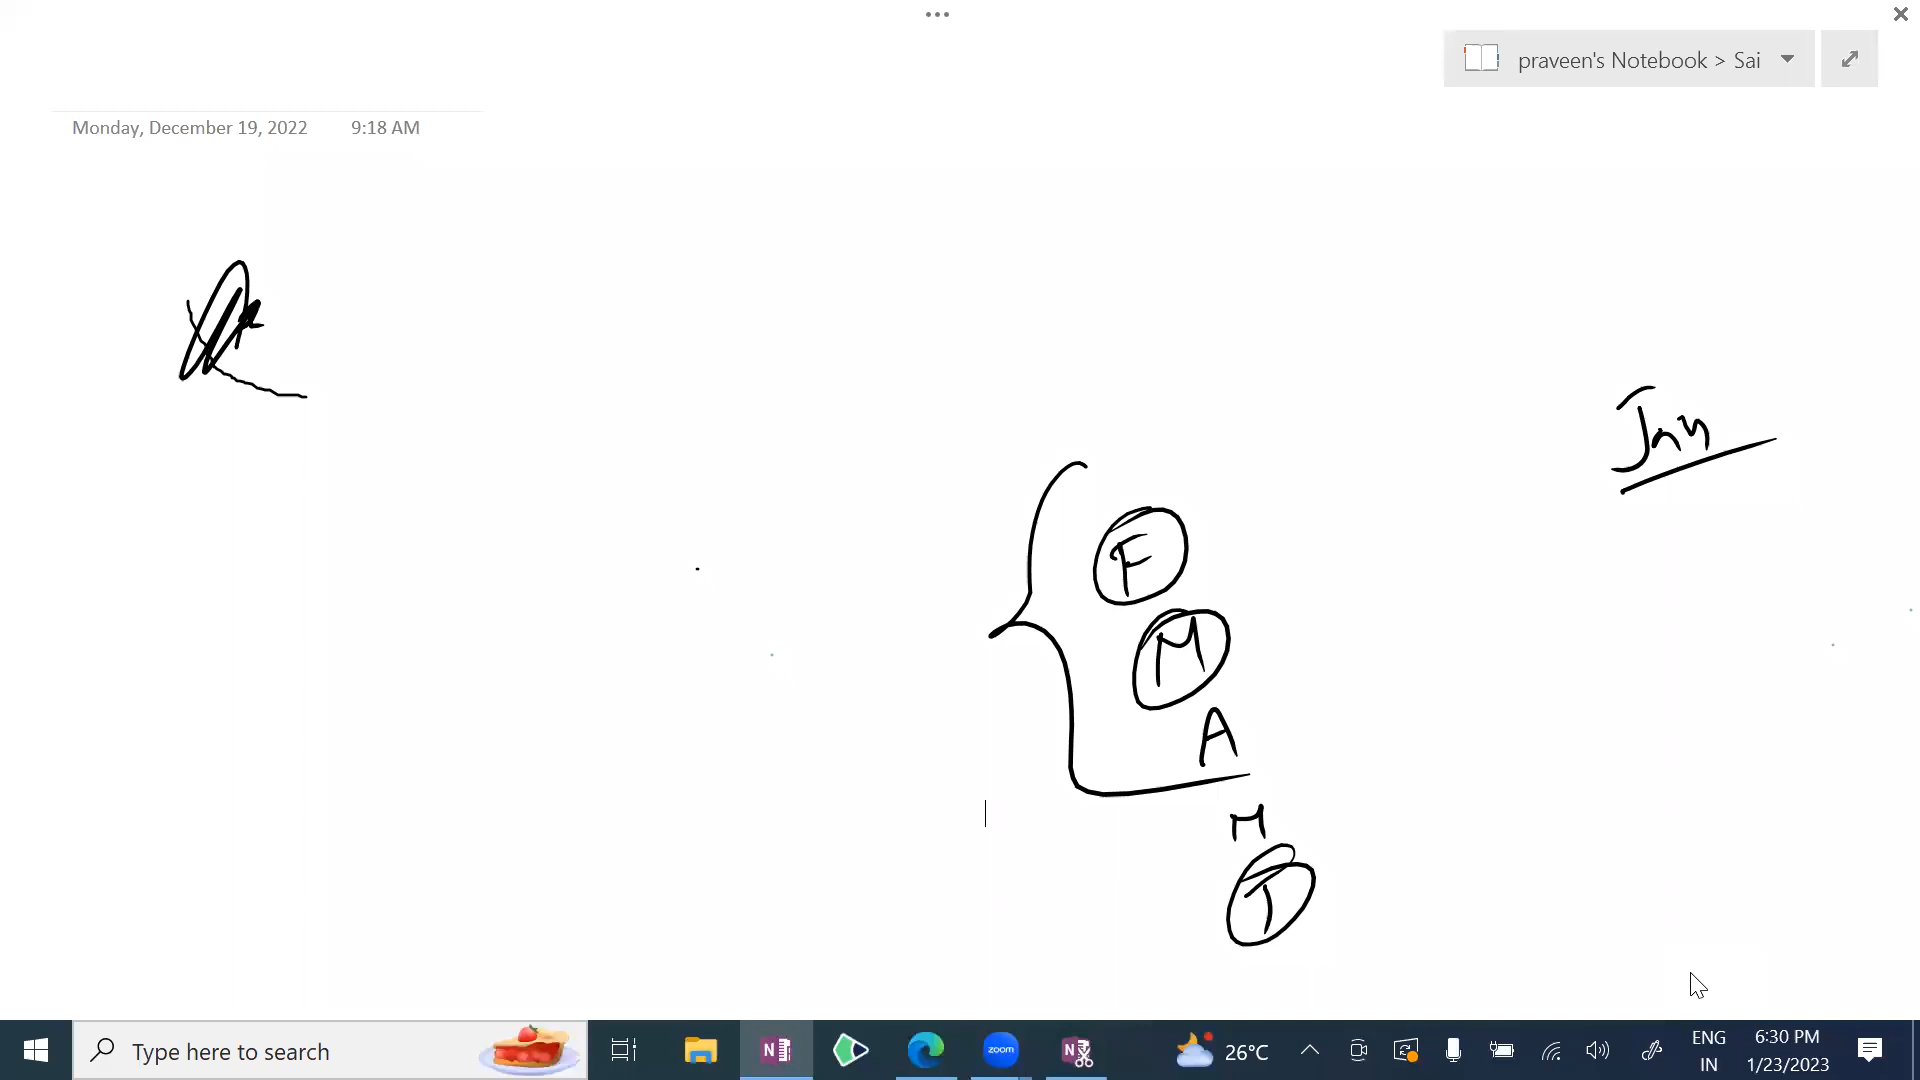 praveen's Notebook > Sai
Monday, December 19, 2022 9:18 AM
F
M
A
M
Type here to search
N
zoom
N
26°C
ENG
IN
6:30 PM
1/23/2023